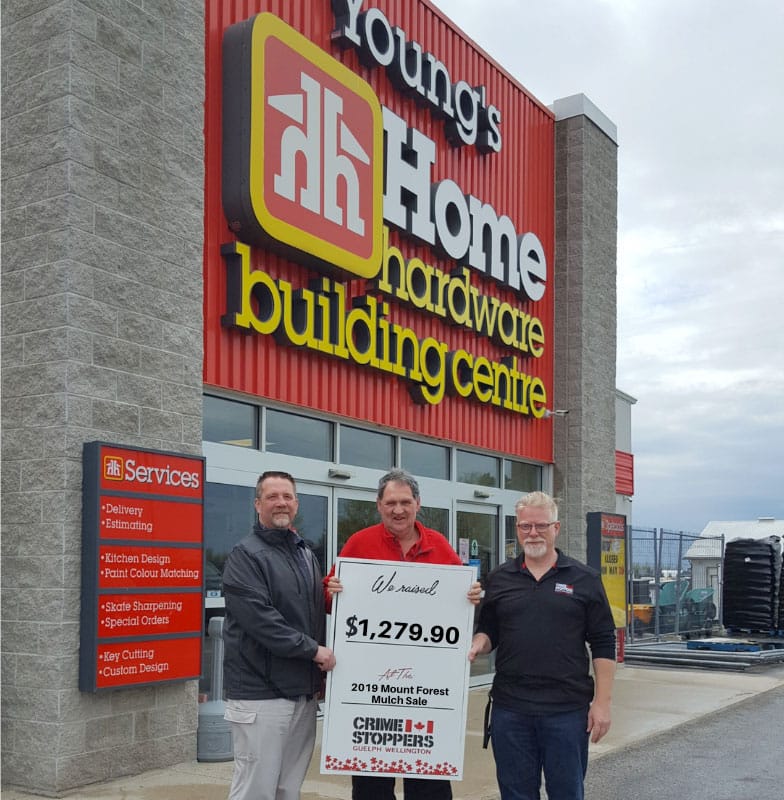 Young's
Home
hardware
building centre
Services
•Delivery
•Estimating
•Kitchen Design
•Paint Colour Matching
•Skate Sharpening
•Special Orders
•Key Cutting
•Custom Design
We raised
$1,279.90
At The
2019 Mount Forest
Mulch Sale
CRIME
STOPPERS
GUELPH WELLINGTON